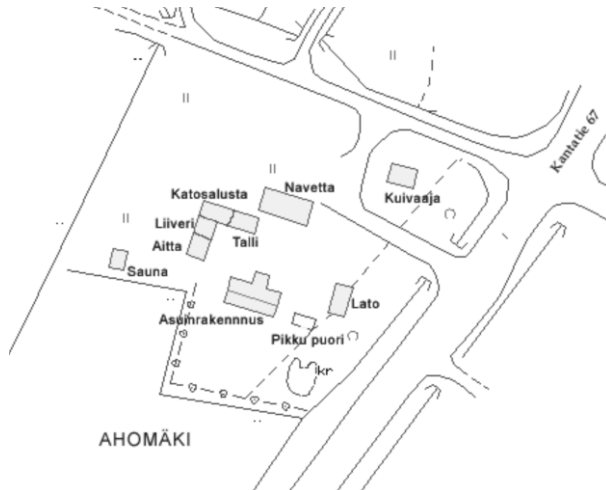 Kantatie 67
Kuivaaja
Navetta
Katosalusta
Liiveri
Talli
Aitta
Sauna
Asuinrakennnus
Lato
Pikku puori
kr
AHOMÄKI